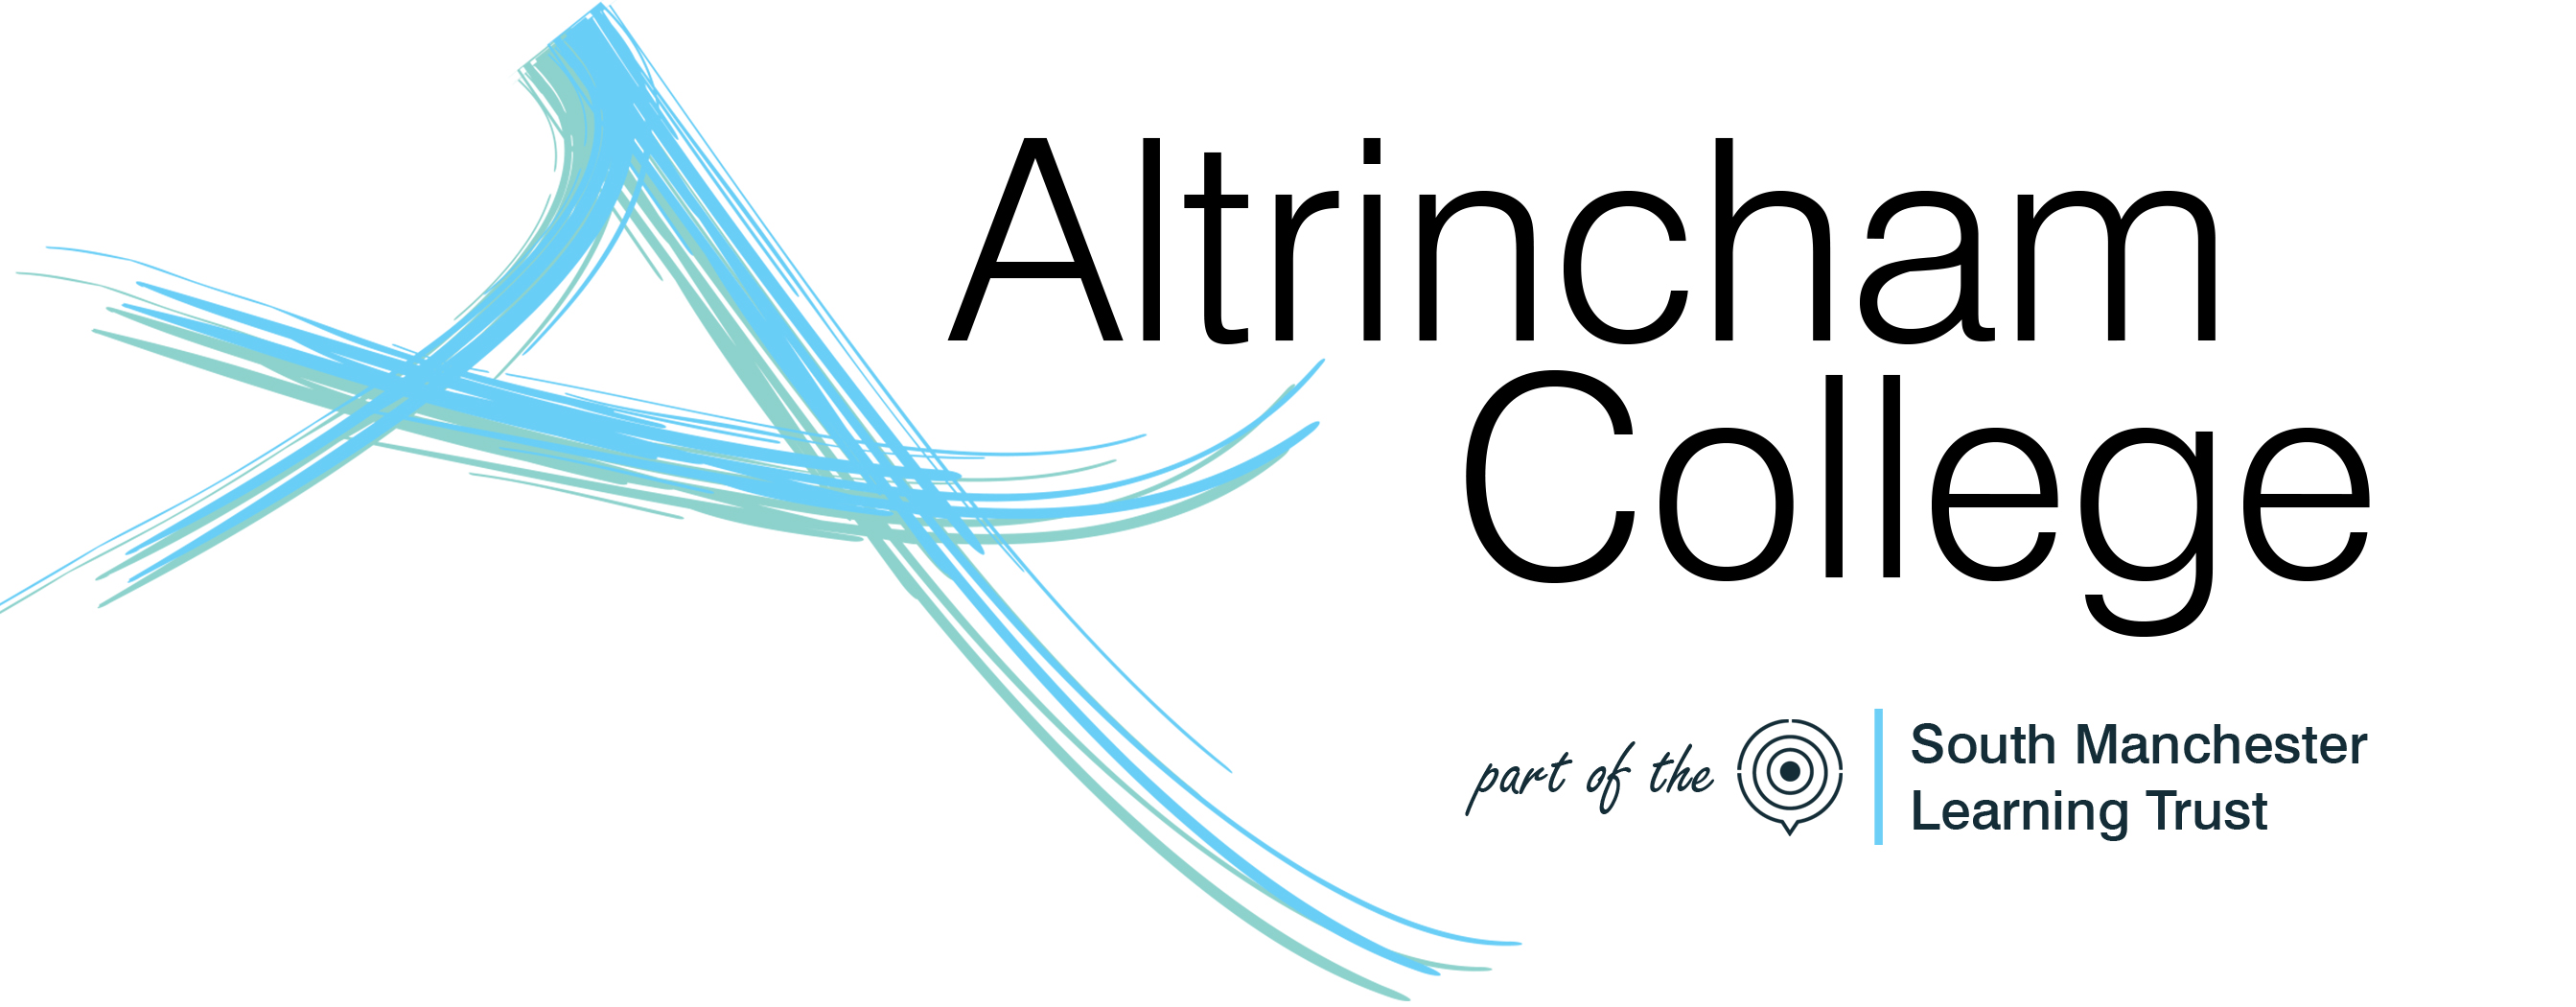 Altrincham
College
part of the
South Manchester
Learning Trust